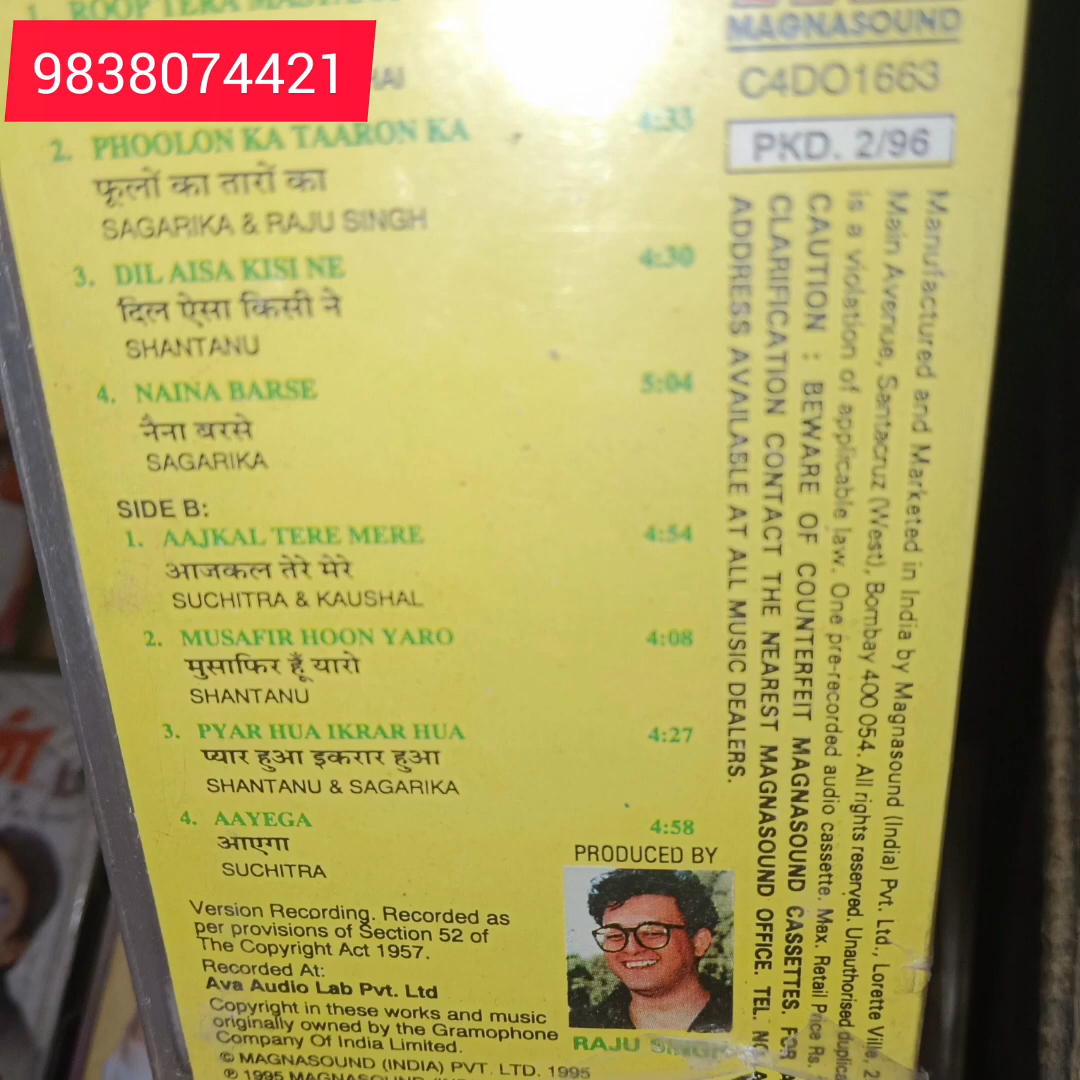 1. ROOP TERA MASTANA
9838074421
2. PHOOLON KA TAARON KA 4:33
फूलों का तारों का
SAGARIKA & RAJU SINGH
3. DIL AISA KISI NE 4:30
दिल ऐसा किसी ने
SHANTANU
4. NAINA BARSE 5:04
नैना बरसे
SAGARIKA
SIDE B:
1. AAJKAL TERE MERE 4:54
आजकल तेरे मेरे
SUCHITRA & KAUSHAL
2. MUSAFIR HOON YARO 4:08
मुसाफिर हूँ यारो
SHANTANU
3. PYAR HUA IKRAR HUA 4:27
प्यार हुआ इकरार हुआ
SHANTANU & SAGARIKA
4. AAYEGA 4:58
आएगा
SUCHITRA
Version Recording. Recorded as
per provisions of Section 52 of
The Copyright Act 1957.
Recorded At:
Ava Audio Lab Pvt. Ltd
Copyright in these works and music
originally owned by the Gramophone
Company Of India Limited.
© MAGNASOUND (INDIA) PVT. LTD. 1995
℗ 1995 MAGNASOUND
PRODUCED BY
RAJU SINGH
MAGNASOUND
C4DO1663
PKD. 2/96
Manufactured and Marketed in India by Magnasound (India) Pvt. Ltd., Lorette Ville, 2
Main Avenue, Santacruz (West), Bombay 400 054. All rights reserved. Unauthorised
is a violation of applicable law. One pre-recorded audio cassette. Max. Retail Price Rs.
CAUTION : BEWARE OF COUNTERFEIT MAGNASOUND CASSETTES. FOR
CLARIFICATION CONTACT THE NEAREST MAGNASOUND OFFICE. TEL.
ADDRESS AVAILABLE AT ALL MUSIC DEALERS.